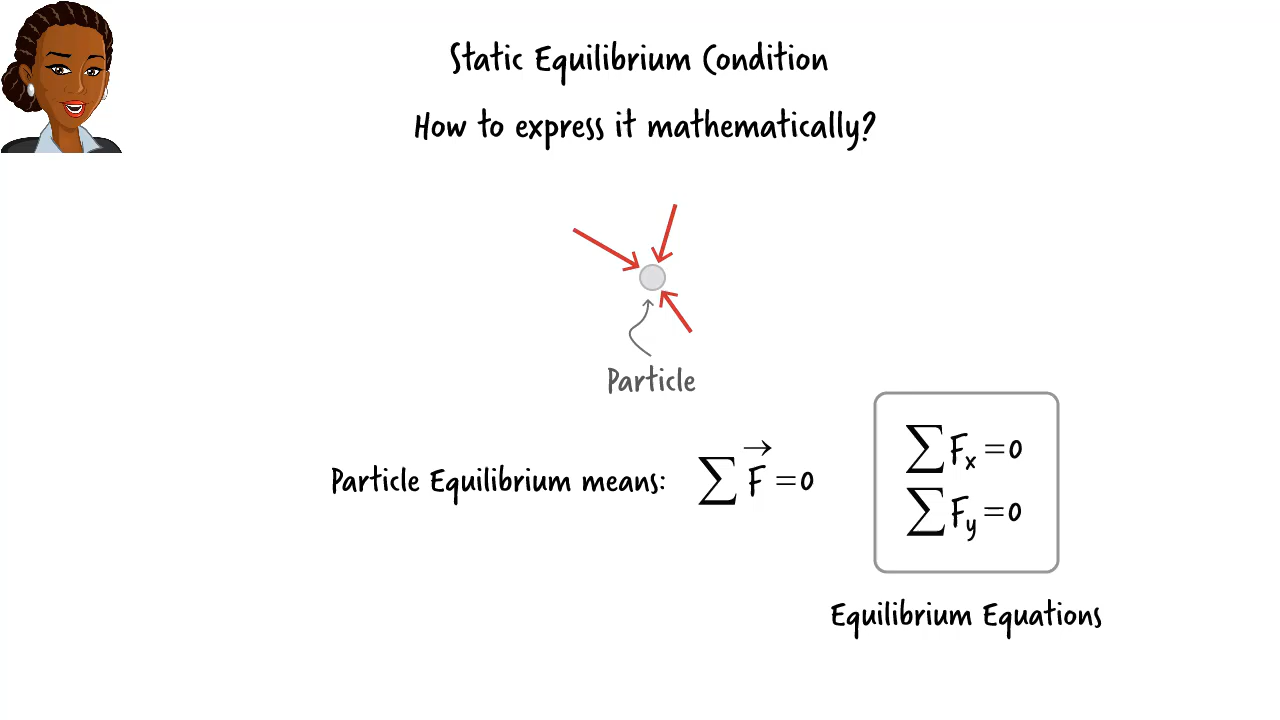 Static Equilibrium Condition
How to express it mathematically?
Particle
Particle Equilibrium means: ∑ F⃗ = 0
∑ Fₓ = 0
∑ Fy = 0
Equilibrium Equations